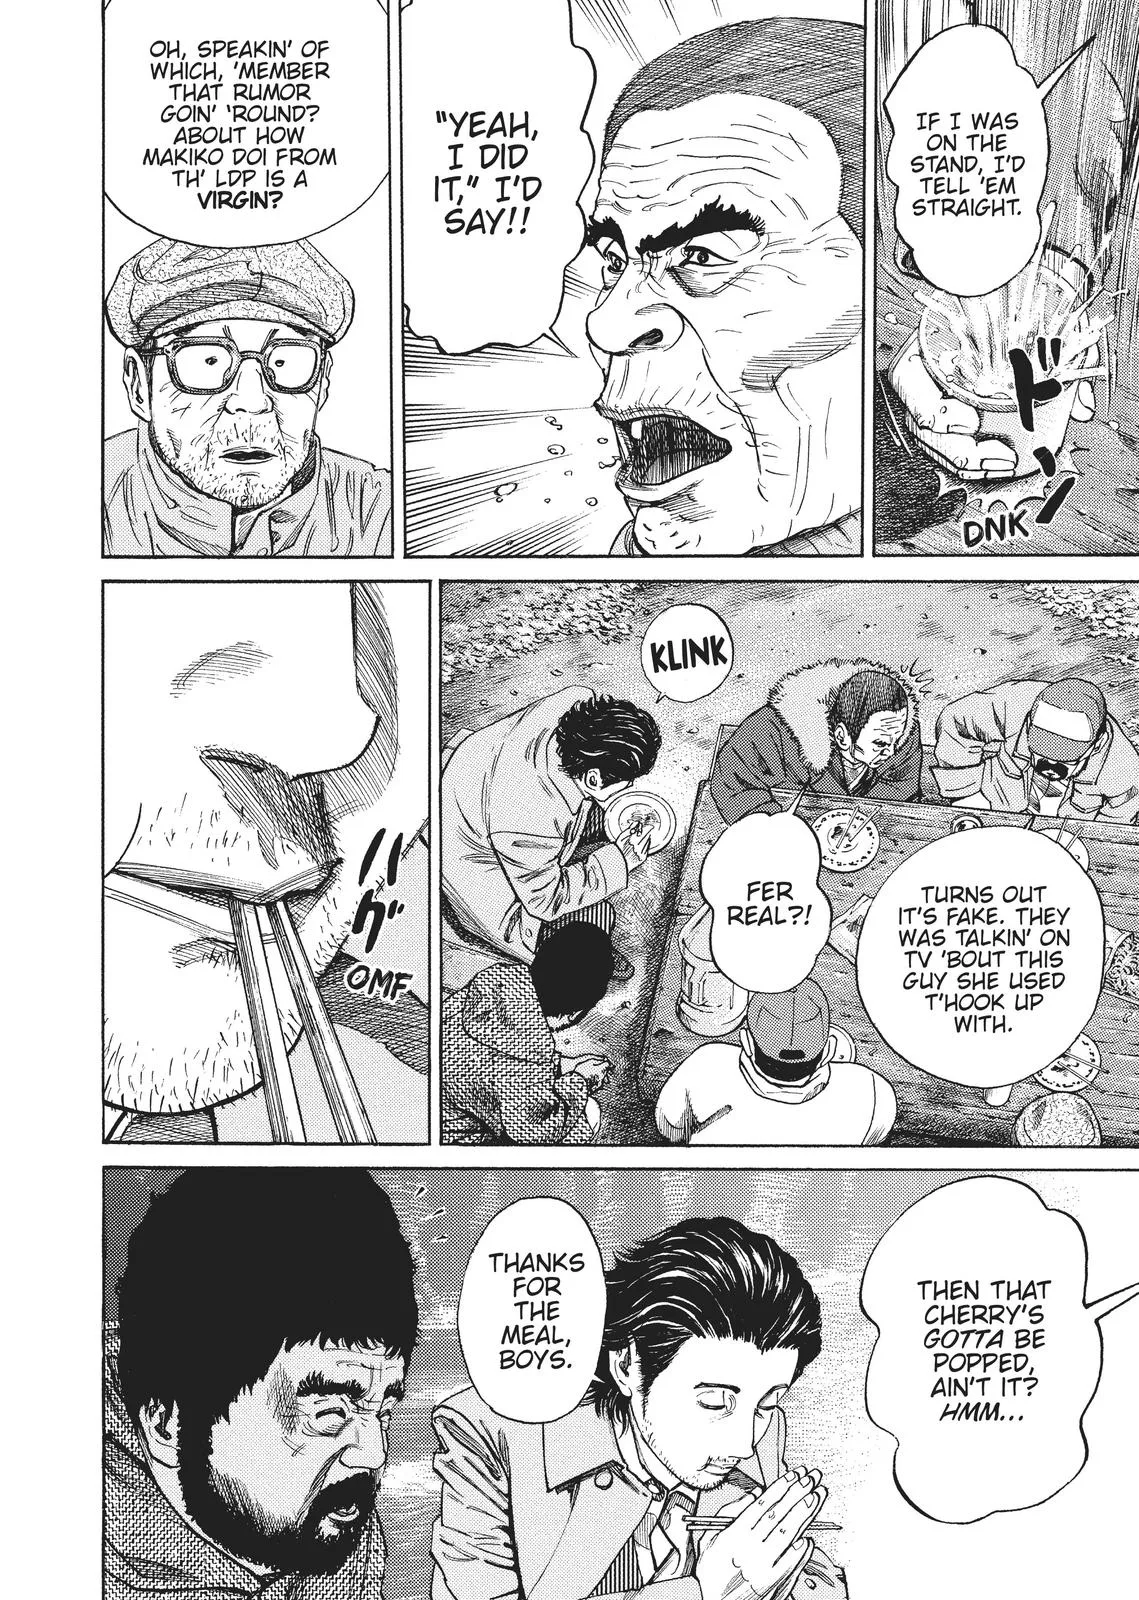 IF I WAS
ON THE
STAND, I'D
TELL 'EM
STRAIGHT.
ドン
DNK
"YEAH,
I DID
IT," I'D
SAY!!
OH, SPEAKIN' OF
WHICH, 'MEMBER
THAT RUMOR
GOIN' 'ROUND?
ABOUT HOW
MAKIKO DOI FROM
TH' LDP IS A
VIRGIN?
TURNS OUT
IT'S FAKE. THEY
WAS TALKIN' ON
TV 'BOUT THIS
GUY SHE USED
T'HOOK UP
WITH.
FER
REAL?!
KLINK
ハグ
OMF
THEN THAT
CHERRY'S
GOTTA BE
POPPED,
AIN'T IT?
HMM...
THANKS
FOR
THE
MEAL,
BOYS.